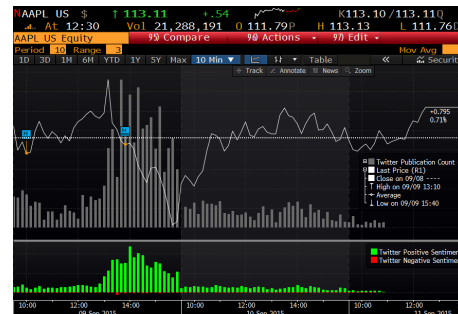 NAAPL US $ ↑ 113.11 +.54 K113.10/113.11Q
At 12:30 Vol 21,288,191 O 111.79P H 113.13 L 111.76
AAPL US Equity 95) Compare 96) Actions 97) Edit
Period 10 Range 3 Mov Avg
1D 3D 1M 6M YTD 1Y 5Y Max 10 Min ▼ Table « Securit
+ Track Annotate News Zoom
+0.795
0.71%
N
N
Twitter Publication Count
Last Price (R1)
Close on 09/08 ----
High on 09/09 13:10
Average
Low on 09/09 15:40
Twitter Positive Sentimer
Twitter Negative Sentime
10:00 12:00 14:00 10:00 12:00 14:00 10:00 12:00
09 Sep 2015 10 Sep 2015 11 Sep 2015